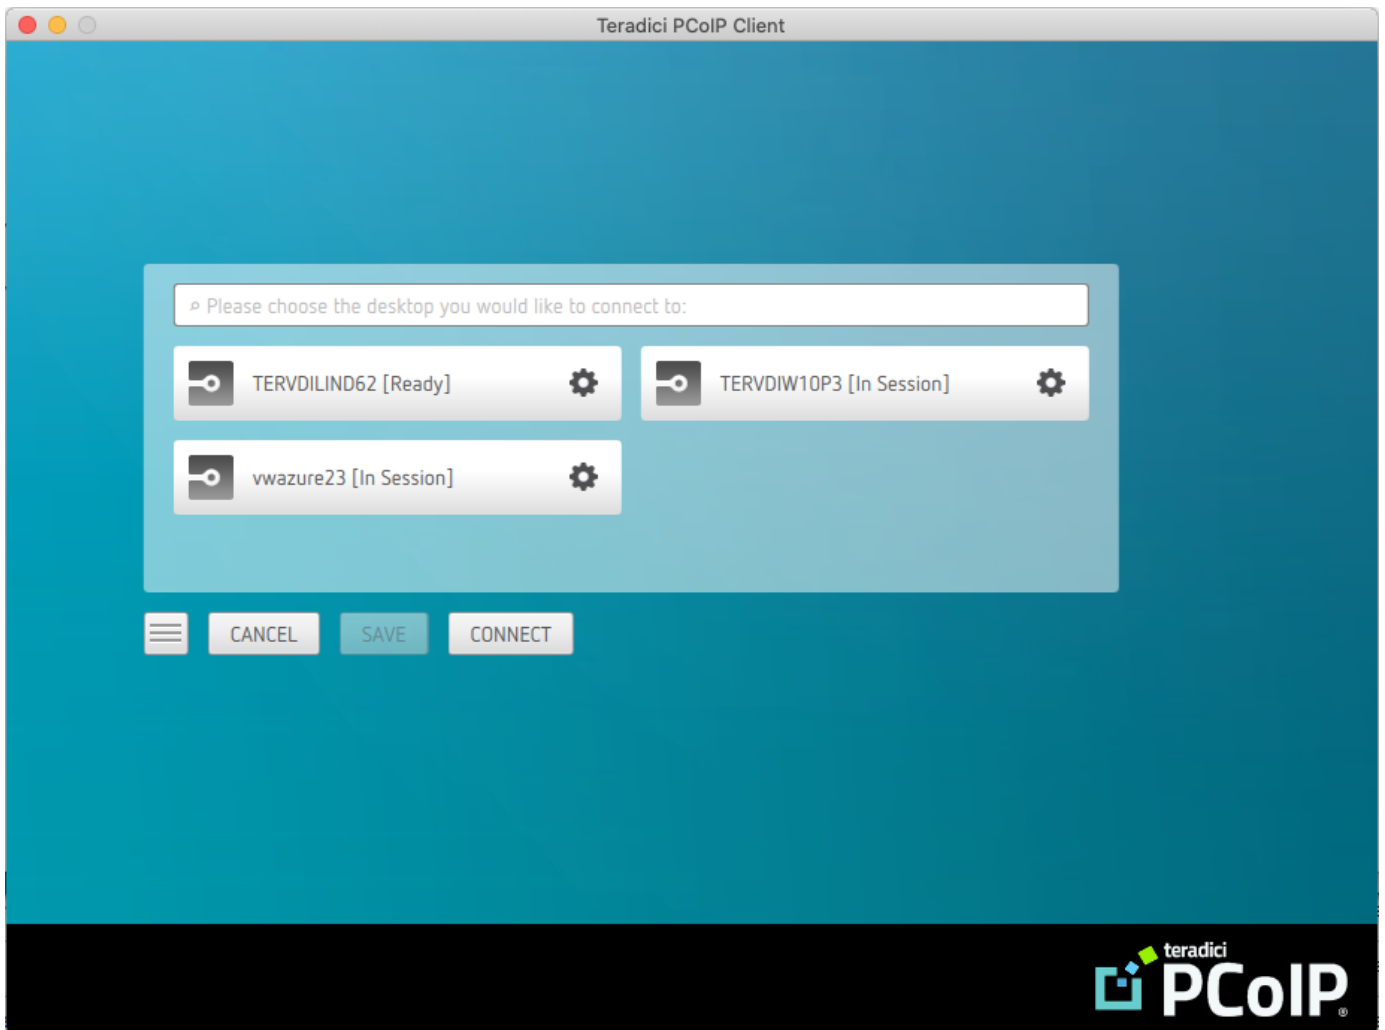 Teradici PCoIP Client
Please choose the desktop you would like to connect to:
TERVDILIND62 [Ready]
TERVDIW10P3 [In Session]
vwazure23 [In Session]
CANCEL
SAVE
CONNECT
teradici
PCoIP®